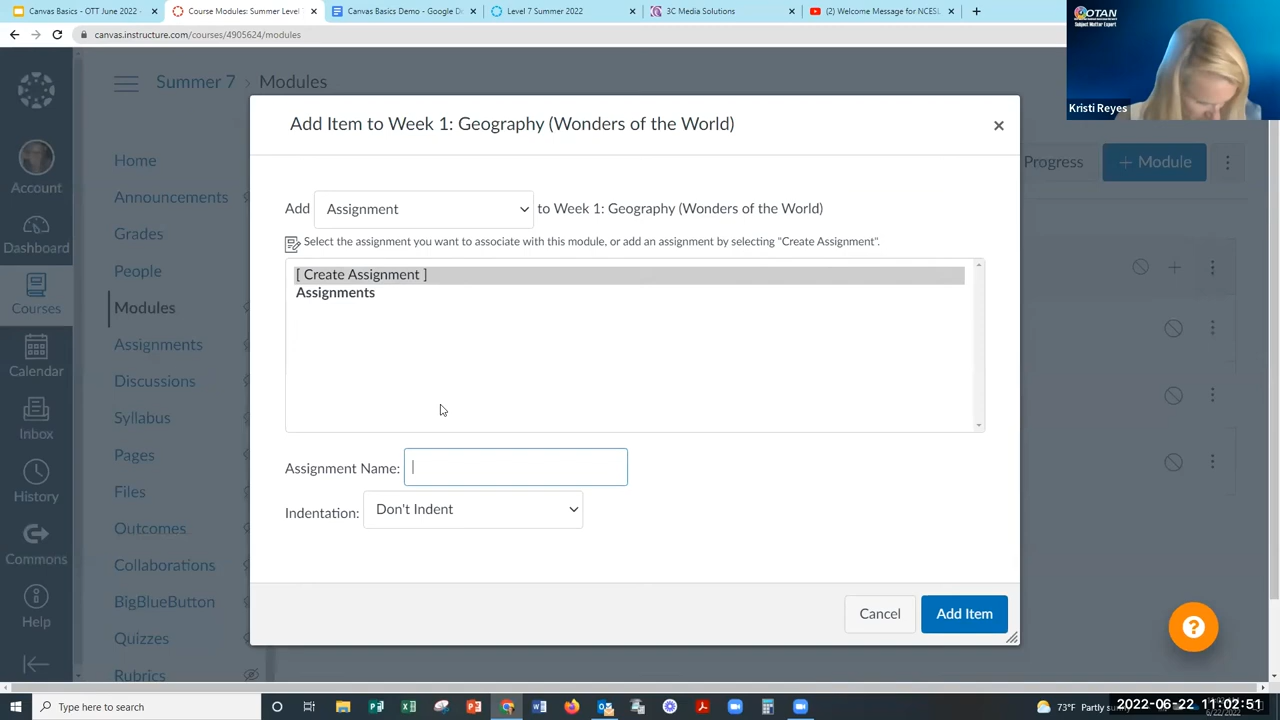 Canvas Basics - OTT June 2022 -
Course Modules: Summer Level
Canvas Basics Demo - Google D
Level 7 Summer 2022
3C Media Solutions
(2) Welcome Message for NCESL
canvas.instructure.com/courses/4905624/modules
OTAN
Subject Matter Expert
Kristi Reyes
Summer 7 › Modules
Progress
+ Module
Account
Dashboard
Courses
Calendar
Inbox
History
Commons
Help
Home
Announcements
Grades
People
Modules
Assignments
Discussions
Syllabus
Pages
Files
Outcomes
Collaborations
BigBlueButton
Quizzes
Rubrics
Add Item to Week 1: Geography (Wonders of the World)
Add Assignment to Week 1: Geography (Wonders of the World)
Select the assignment you want to associate with this module, or add an assignment by selecting "Create Assignment".
[ Create Assignment ]
Assignments
Assignment Name:
Indentation: Don't Indent
Cancel
Add Item
Type here to search
73°F Partly sunny
2022-06-22 11:02:51